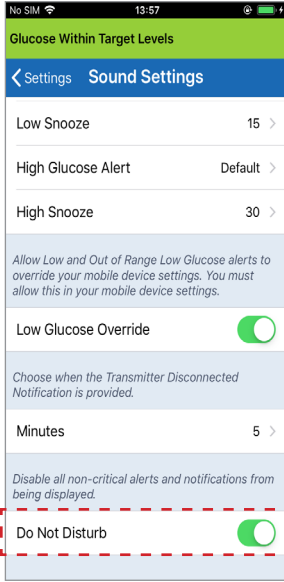 No SIM 13:57
Glucose Within Target Levels
Settings Sound Settings
Low Snooze 15
High Glucose Alert Default
High Snooze 30
Allow Low and Out of Range Low Glucose alerts to
override your mobile device settings. You must
allow this in your mobile device settings.
Low Glucose Override
Choose when the Transmitter Disconnected
Notification is provided.
Minutes 5
Disable all non-critical alerts and notifications from
being displayed.
Do Not Disturb